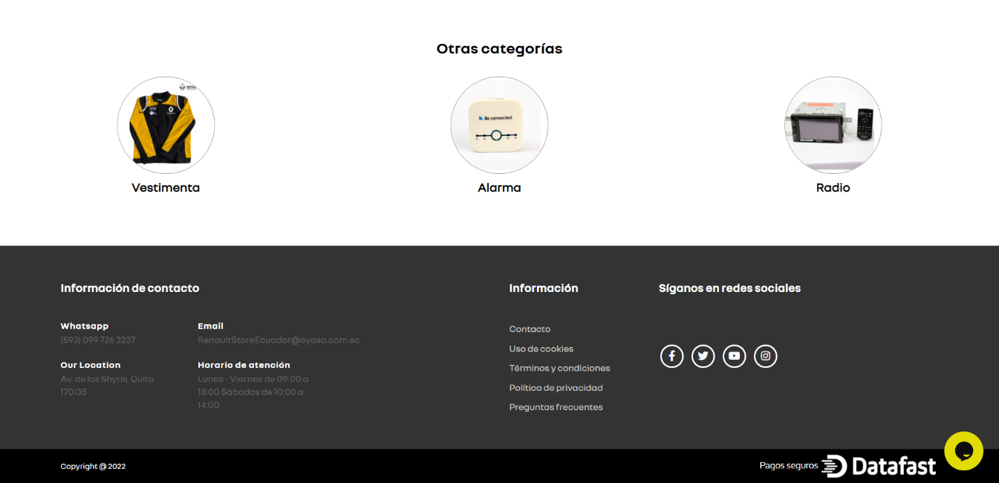 Otras categorías
Be connected
Vestimenta
Alarma
Radio
Información de contacto
Whatsapp
(593) 099 726 2237
Email
RenaultStoreEcuador@ayasa.com.ec
Our Location
Av. de los Shyris, Quito
170135
Horario de atención
Lunes - Viernes de 09:00 a
18:00 Sábados de 10:00 a
14:00
Información
Contacto
Uso de cookies
Términos y condiciones
Política de privacidad
Preguntas frecuentes
Síganos en redes sociales
Copyright @ 2022
Pagos seguros Datafast